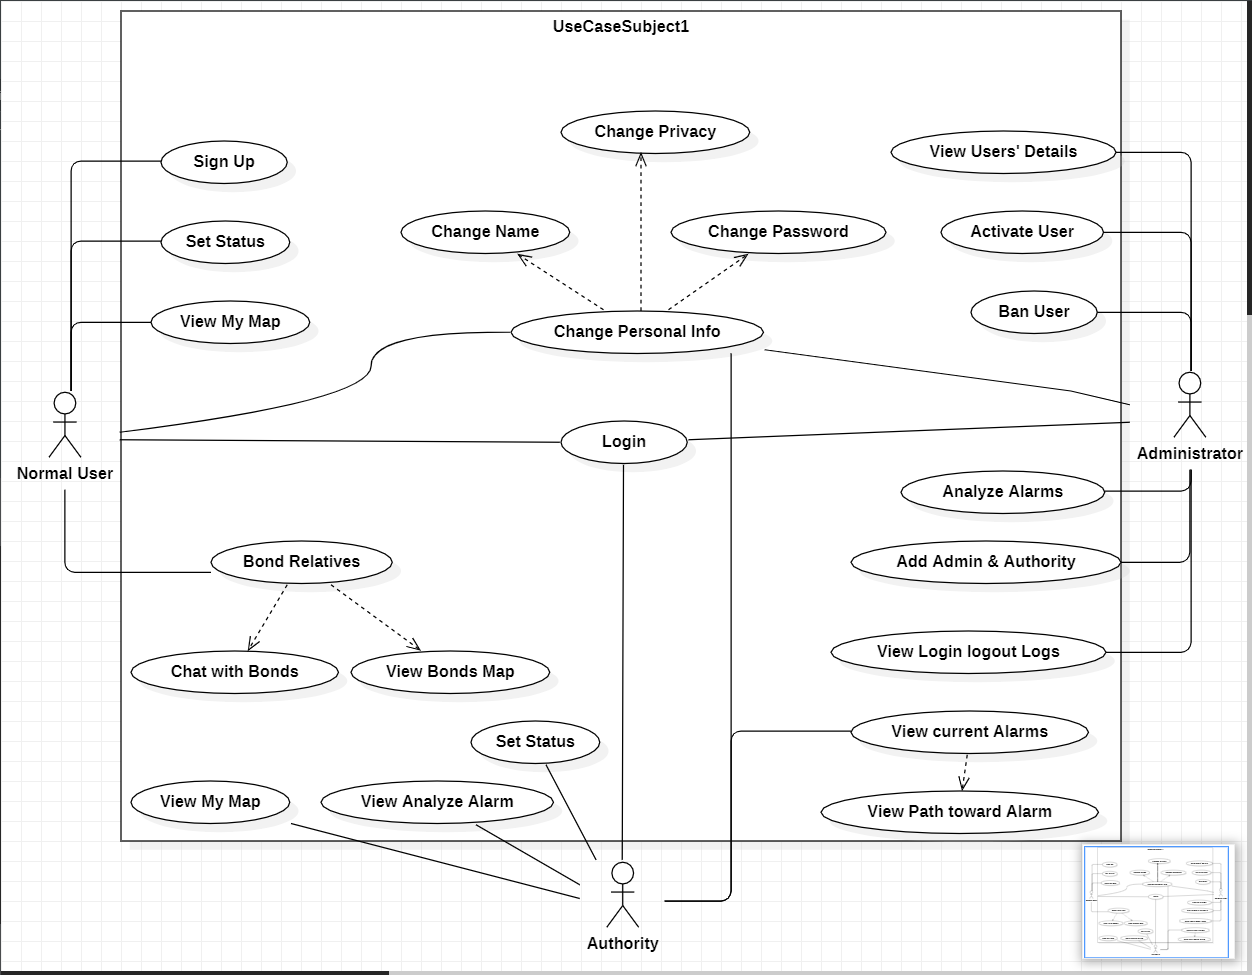 UseCaseSubject1
Change Privacy
View Users' Details
Sign Up
Change Name
Change Password
Activate User
Set Status
View My Map
Ban User
Change Personal Info
Login
Normal User
Administrator
Analyze Alarms
Bond Relatives
Add Admin & Authority
Chat with Bonds
View Bonds Map
View Login logout Logs
Set Status
View current Alarms
View My Map
View Analyze Alarm
View Path toward Alarm
Authority